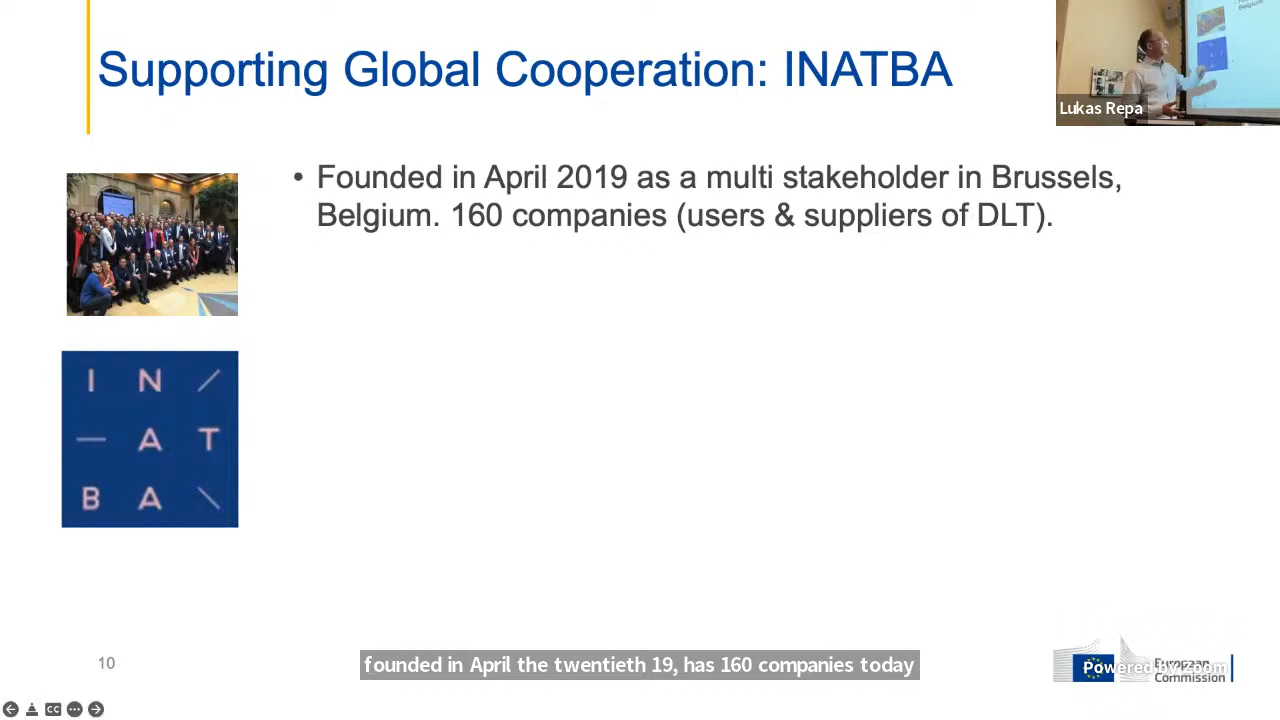 Supporting Global Cooperation: INATBA
Lukas Repa
• Founded in April 2019 as a multi stakeholder in Brussels,
Belgium. 160 companies (users & suppliers of DLT).
I N /
— A T
B A \
10
founded in April the twentieth 19, has 160 companies today
Powered by Zoom
European
Commission
CC